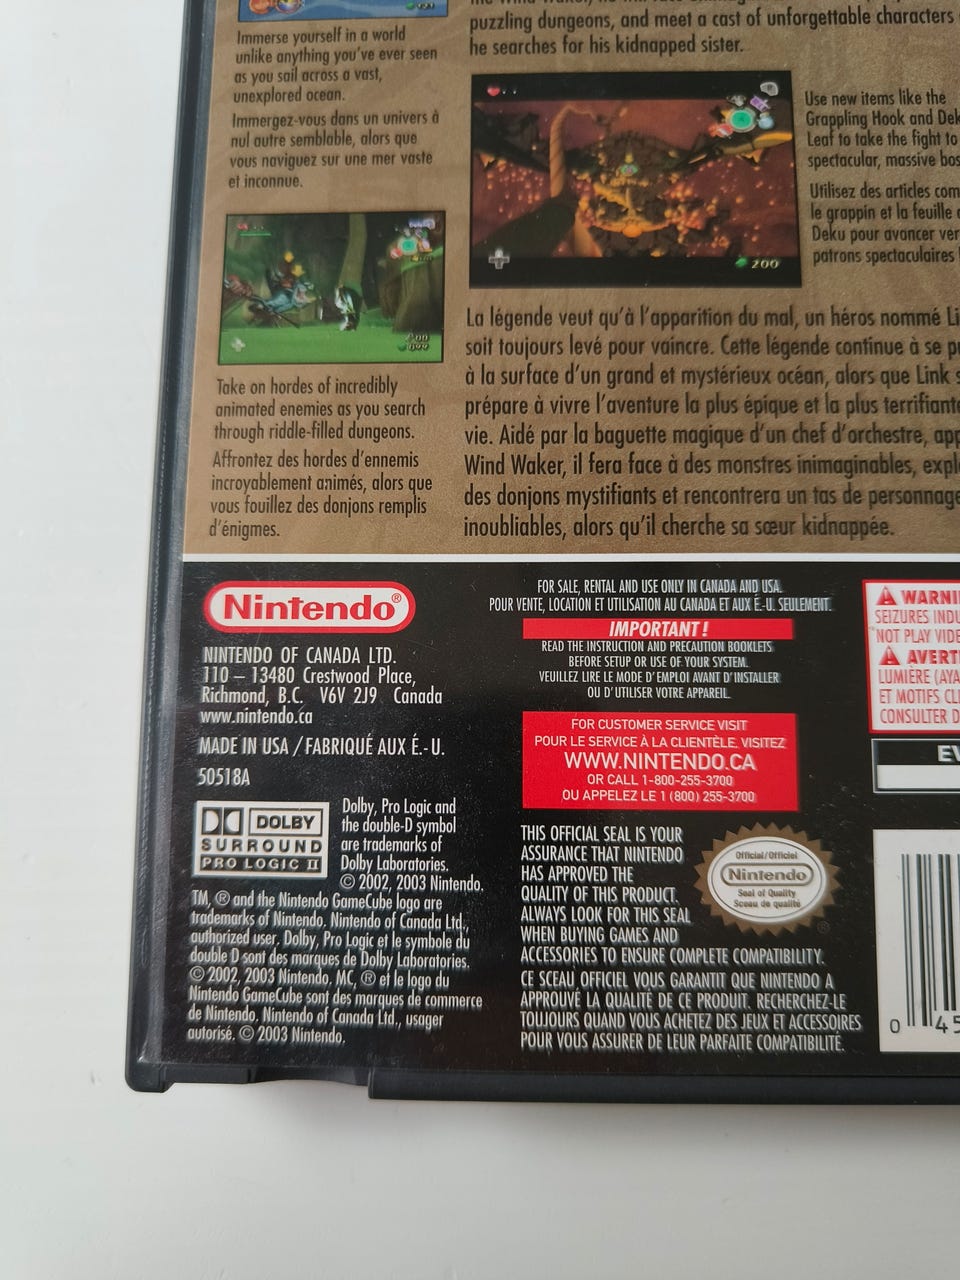 the Wind Waker, he will face
puzzling dungeons, and meet a cast of unforgettable characters
he searches for his kidnapped sister.
Immerse yourself in a world
unlike anything you've ever seen
as you sail across a vast,
unexplored ocean.
Immergez-vous dans un univers à
nul autre semblable, alors que
vous naviguez sur une mer vaste
et inconnue.
Use new items like the
Grappling Hook and
Leaf to take the fight to
spectacular, massive
Utilisez des articles
le grappin et la feuille
Deku pour avancer
patrons spectaculaires
200
Take on hordes of incredibly
animated enemies as you search
through riddle-filled dungeons.
Affrontez des hordes d'ennemis
incroyablement animés, alors que
vous fouillez des donjons remplis
d'énigmes.
La légende veut qu'à l'apparition du mal, un héros nommé
soit toujours levé pour vaincre. Cette légende continue à se
à la surface d'un grand et mystérieux océan, alors que Link
prépare à vivre l'aventure la plus épique et la plus terrifiante
vie. Aidé par la baguette magique d'un chef d'orchestre,
Wind Waker, il fera face à des monstres inimaginables,
des donjons mystifiants et rencontrera un tas de
inoubliables, alors qu'il cherche sa sœur kidnappée.
Nintendo®
NINTENDO OF CANADA LTD.
110 – 13480 Crestwood Place,
Richmond, B.C. V6V 2J9 Canada
www.nintendo.ca
MADE IN USA / FABRIQUÉ AUX É.-U.
50518A
DOLBY
SURROUND
PRO LOGIC II
Dolby, Pro Logic and
the double-D symbol
are trademarks of
Dolby Laboratories.
© 2002, 2003 Nintendo.
TM, ® and the Nintendo GameCube logo are
trademarks of Nintendo. Nintendo of Canada Ltd.,
authorized user. Dolby, Pro Logic et le symbole du
double D sont des marques de Dolby Laboratories.
© 2002, 2003 Nintendo. MC, ® et le logo du
Nintendo GameCube sont des marques de commerce
de Nintendo. Nintendo of Canada Ltd., usager
autorisé. © 2003 Nintendo.
FOR SALE, RENTAL AND USE ONLY IN CANADA AND USA.
POUR VENTE, LOCATION ET UTILISATION AU CANADA ET AUX É.-U. SEULEMENT.
IMPORTANT!
READ THE INSTRUCTION AND PRECAUTION BOOKLETS
BEFORE SETUP OR USE OF YOUR SYSTEM.
VEUILLEZ LIRE LE MODE D'EMPLOI AVANT D'INSTALLER
OU D'UTILISER VOTRE APPAREIL.
FOR CUSTOMER SERVICE VISIT
POUR LE SERVICE À LA CLIENTÈLE, VISITEZ
WWW.NINTENDO.CA
OR CALL 1-800-255-3700
OU APPELEZ LE 1 (800) 255-3700
THIS OFFICIAL SEAL IS YOUR
ASSURANCE THAT NINTENDO
HAS APPROVED THE
QUALITY OF THIS PRODUCT.
ALWAYS LOOK FOR THIS SEAL
WHEN BUYING GAMES AND
ACCESSORIES TO ENSURE COMPLETE COMPATIBILITY.
CE SCEAU OFFICIEL VOUS GARANTIT QUE NINTENDO A
APPROUVÉ LA QUALITÉ DE CE PRODUIT. RECHERCHEZ-LE
TOUJOURS QUAND VOUS ACHETEZ DES JEUX ET ACCESSOIRES
POUR VOUS ASSURER DE LEUR PARFAITE COMPATIBILITÉ.
Official/Officiel
Nintendo
Seal of Quality
Sceau de qualité
®
SEIZURES
NOT PLAY
LUMIÈRE
ET MOTIFS
CONSULTER
0 45